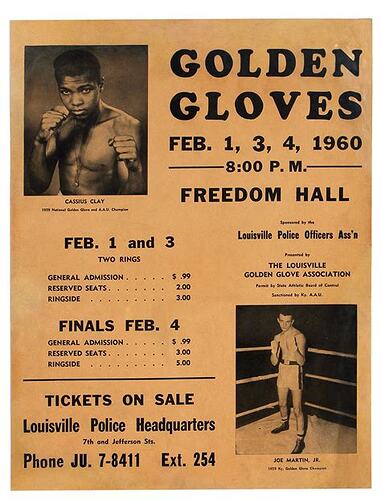 GOLDEN
GLOVES
FEB. 1, 3, 4, 1960
8:00 P. M.
FREEDOM HALL
CASSIUS CLAY
1959 National Golden Glove and A.A.U. Champion
Sponsored by the
Louisville Police Officers Ass'n
Presented by
THE LOUISVILLE
GOLDEN GLOVE ASSOCIATION
Permit by State Athletic Board of Control
Sanctioned by Ky. A.A.U.
FEB. 1 and 3
TWO RINGS
GENERAL ADMISSION . . . . . . $ .99
RESERVED SEATS . . . . . . . 2.00
RINGSIDE . . . . . . . . . 3.00
FINALS FEB. 4
GENERAL ADMISSION . . . . . . $ .99
RESERVED SEATS . . . . . . . 3.00
RINGSIDE . . . . . . . . . 5.00
TICKETS ON SALE
Louisville Police Headquarters
7th and Jefferson Sts.
Phone JU. 7-8411 Ext. 254
JOE MARTIN, JR.
1959 Ky. Golden Glove Champion